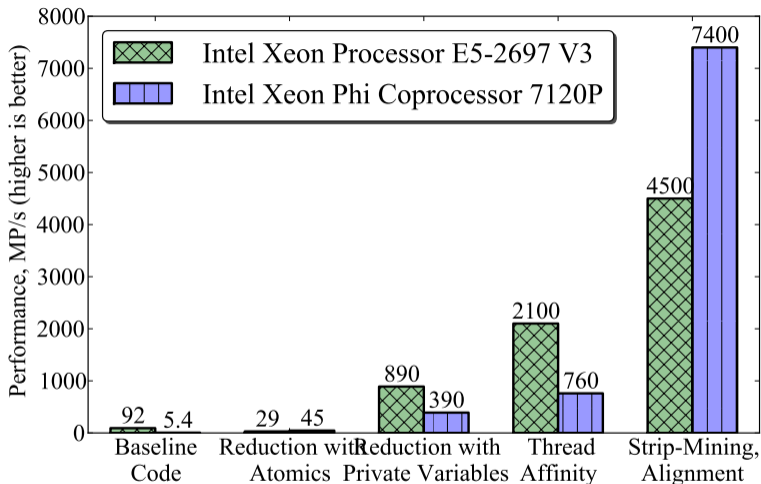 Performance, MP/s (higher is better)
8000
7000
6000
5000
4000
3000
2000
1000
0
Intel Xeon Processor E5-2697 V3
Intel Xeon Phi Coprocessor 7120P
92 5.4
29 45
890 390
2100 760
4500 7400
Baseline
Code
Reduction with
Atomics
Reduction with
Private Variables
Thread
Affinity
Strip-Mining,
Alignment